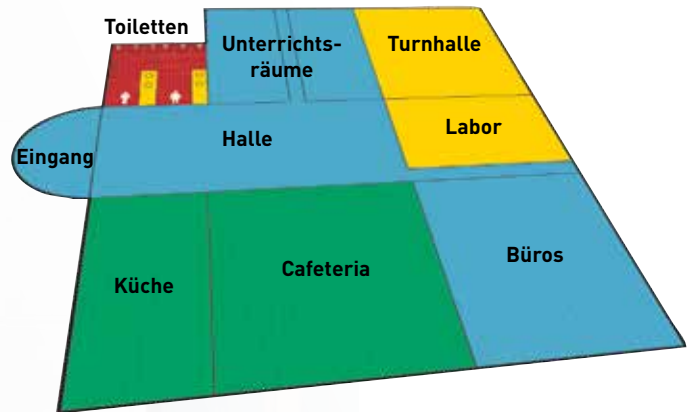 Toiletten
Unterrichts-
räume
Turnhalle
Eingang
Halle
Labor
Küche
Cafeteria
Büros